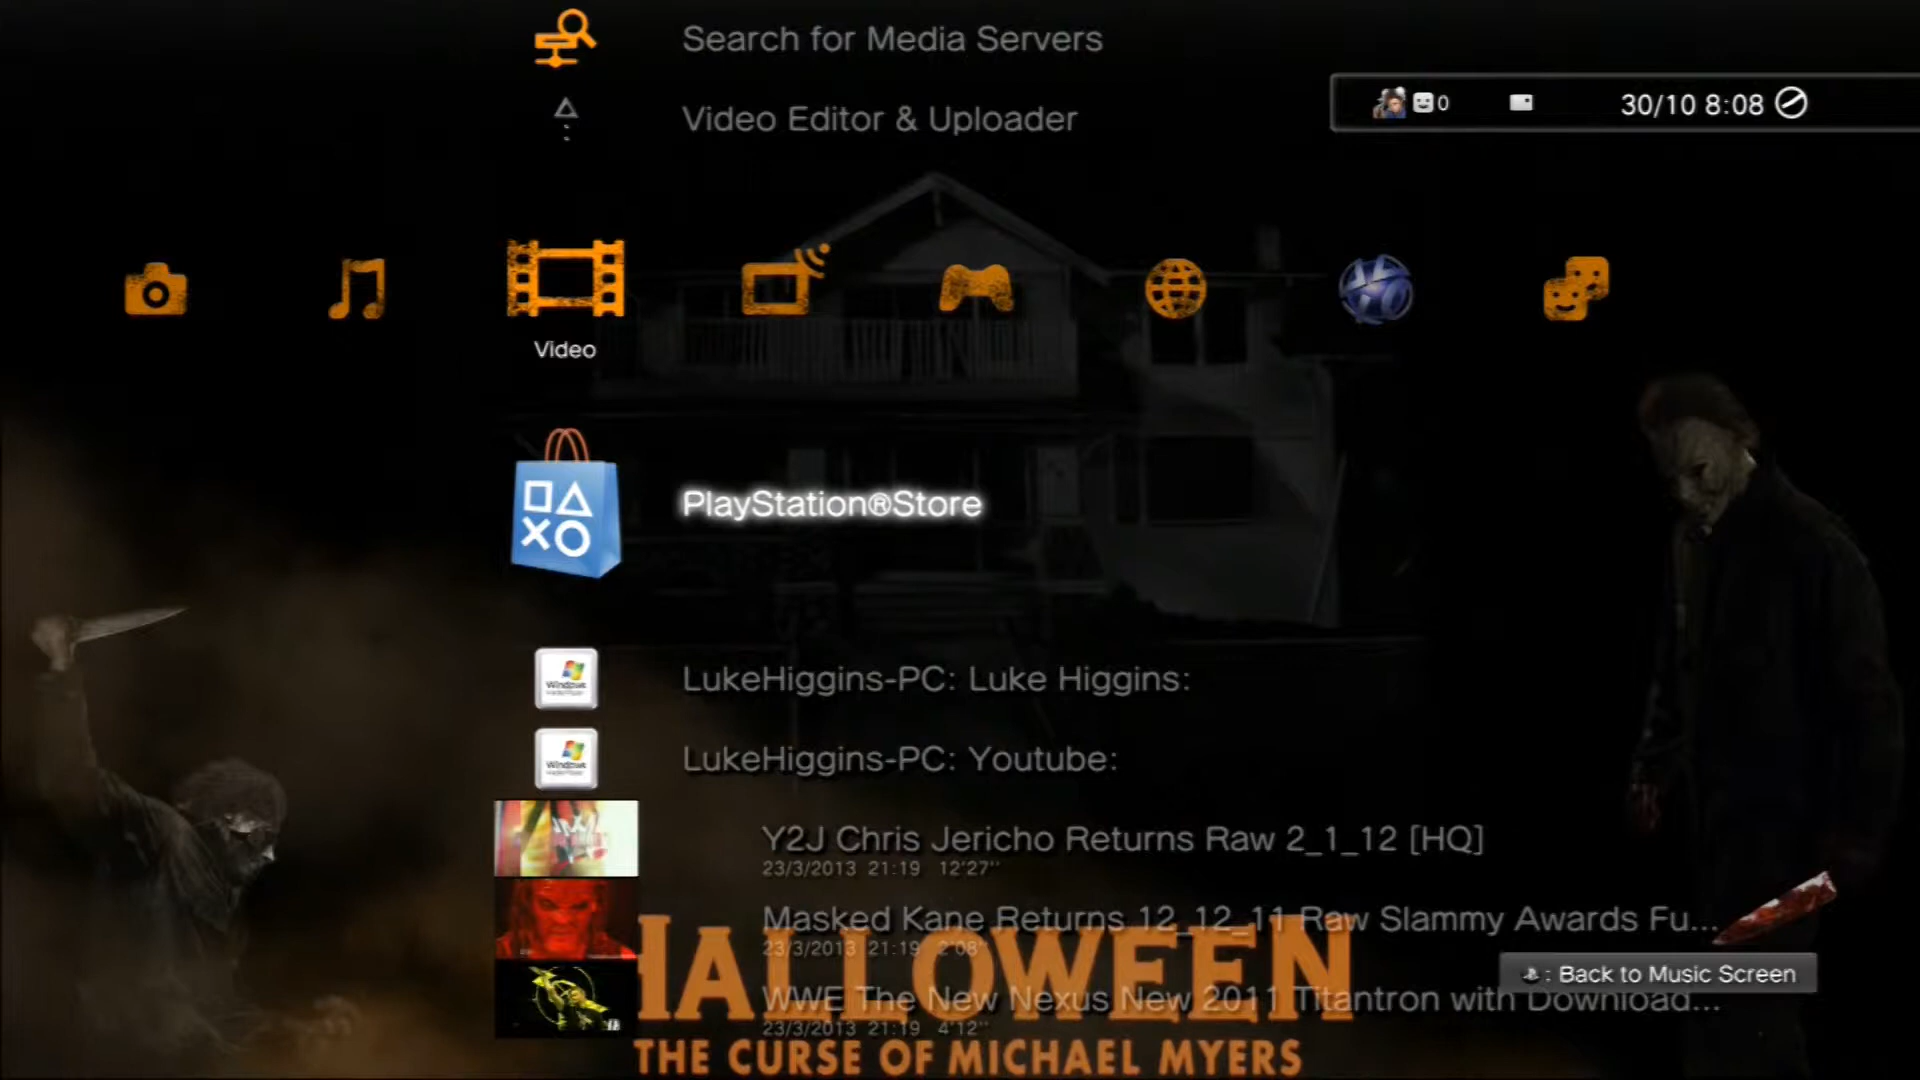 Search for Media Servers
Video Editor & Uploader
0
30/10 8:08
Video
PlayStation®Store
Windows
LukeHiggins-PC: Luke Higgins:
Windows
LukeHiggins-PC: Youtube:
Y2J Chris Jericho Returns Raw 2_1_12 [HQ]
23/3/2013 21:19 12'27"
Masked Kane Returns 12_12_11 Raw Slammy Awards Fu...
23/3/2013 21:19 2'08"
HALLOWEEN
: Back to Music Screen
WWE The New Nexus New 2011 Titantron with Download...
23/3/2013 21:19 4'12"
THE CURSE OF MICHAEL MYERS